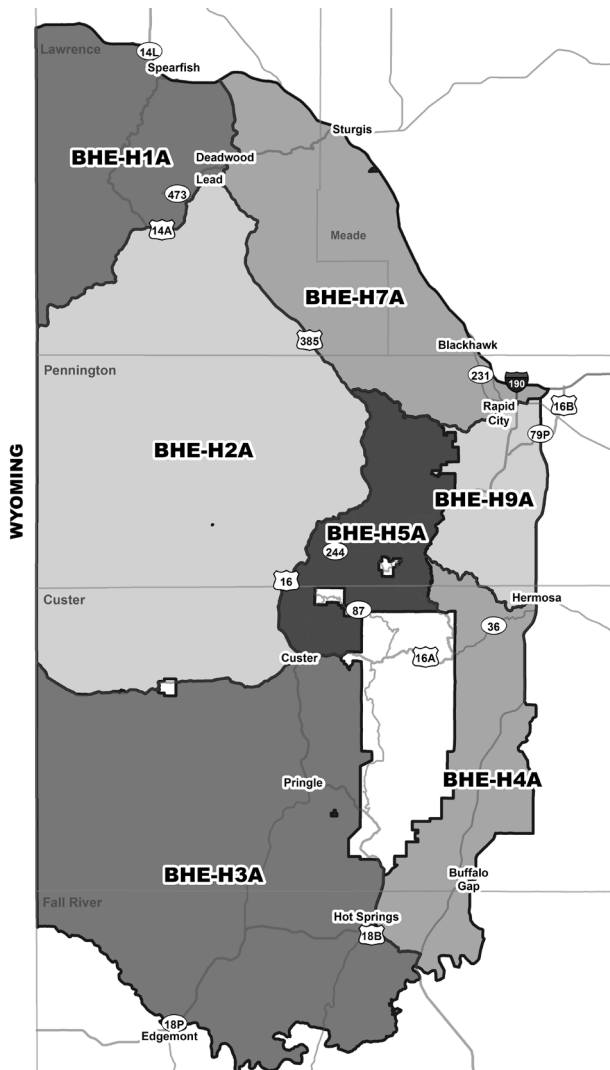 Lawrence
14L
Spearfish
Sturgis
BHE-H1A
Deadwood
Lead
473
14A
Meade
BHE-H7A
385
Blackhawk
Pennington
231
190
Rapid
City
16B
79P
WYOMING
BHE-H2A
BHE-H9A
BHE-H5A
244
16
Custer
87
Hermosa
36
Custer
16A
Pringle
BHE-H4A
BHE-H3A
Buffalo
Gap
Fall River
Hot Springs
18B
18P
Edgemont